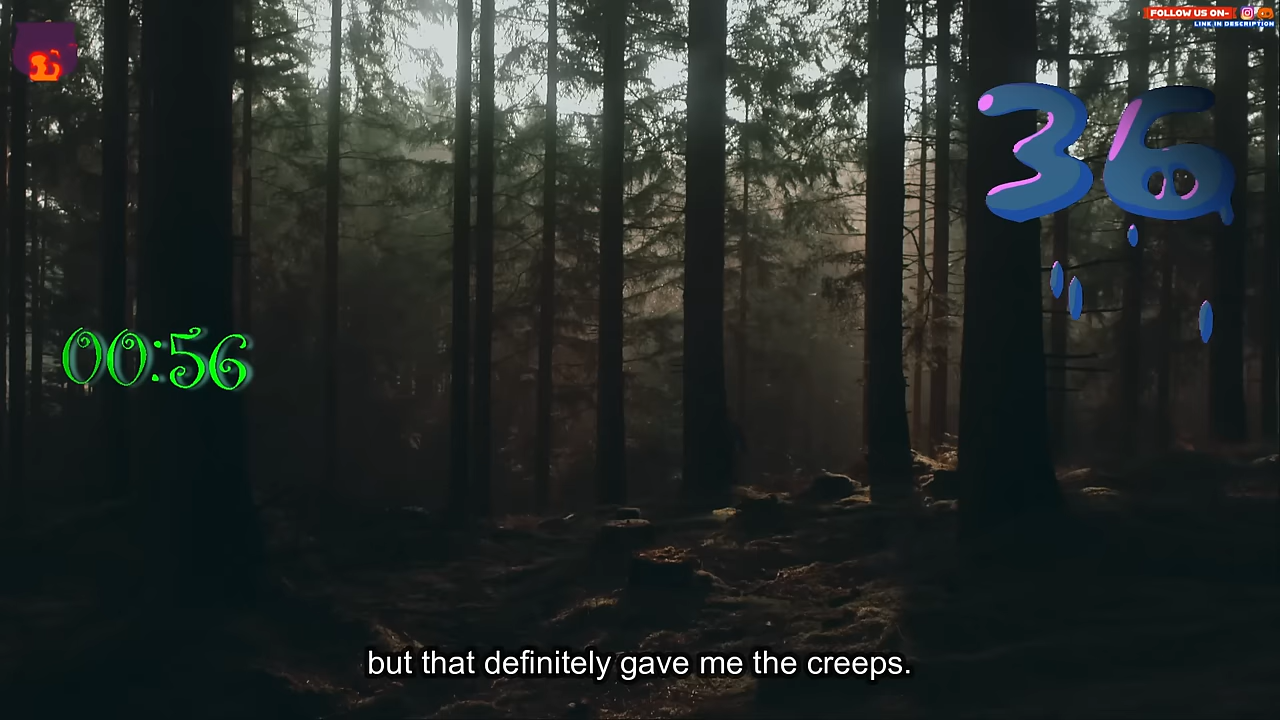 FOLLOW US ON-
LINK IN DESCRIPTION
36
00:56
but that definitely gave me the creeps.